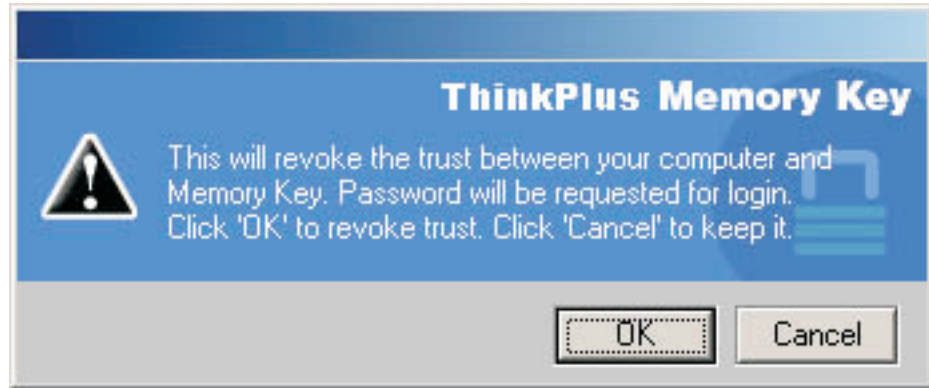 ThinkPlus Memory Key
This will revoke the trust between your computer and
Memory Key. Password will be requested for login.
Click 'OK' to revoke trust. Click 'Cancel' to keep it.
OK Cancel